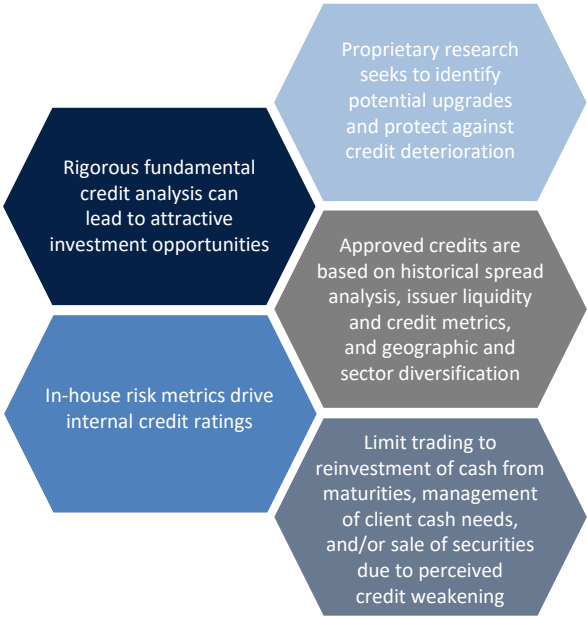 Proprietary research
seeks to identify
potential upgrades
and protect against
credit deterioration
Rigorous fundamental
credit analysis can
lead to attractive
investment opportunities
Approved credits are
based on historical spread
analysis, issuer liquidity
and credit metrics,
and geographic and
sector diversification
In-house risk metrics drive
internal credit ratings
Limit trading to
reinvestment of cash from
maturities, management
of client cash needs,
and/or sale of securities
due to perceived
credit weakening